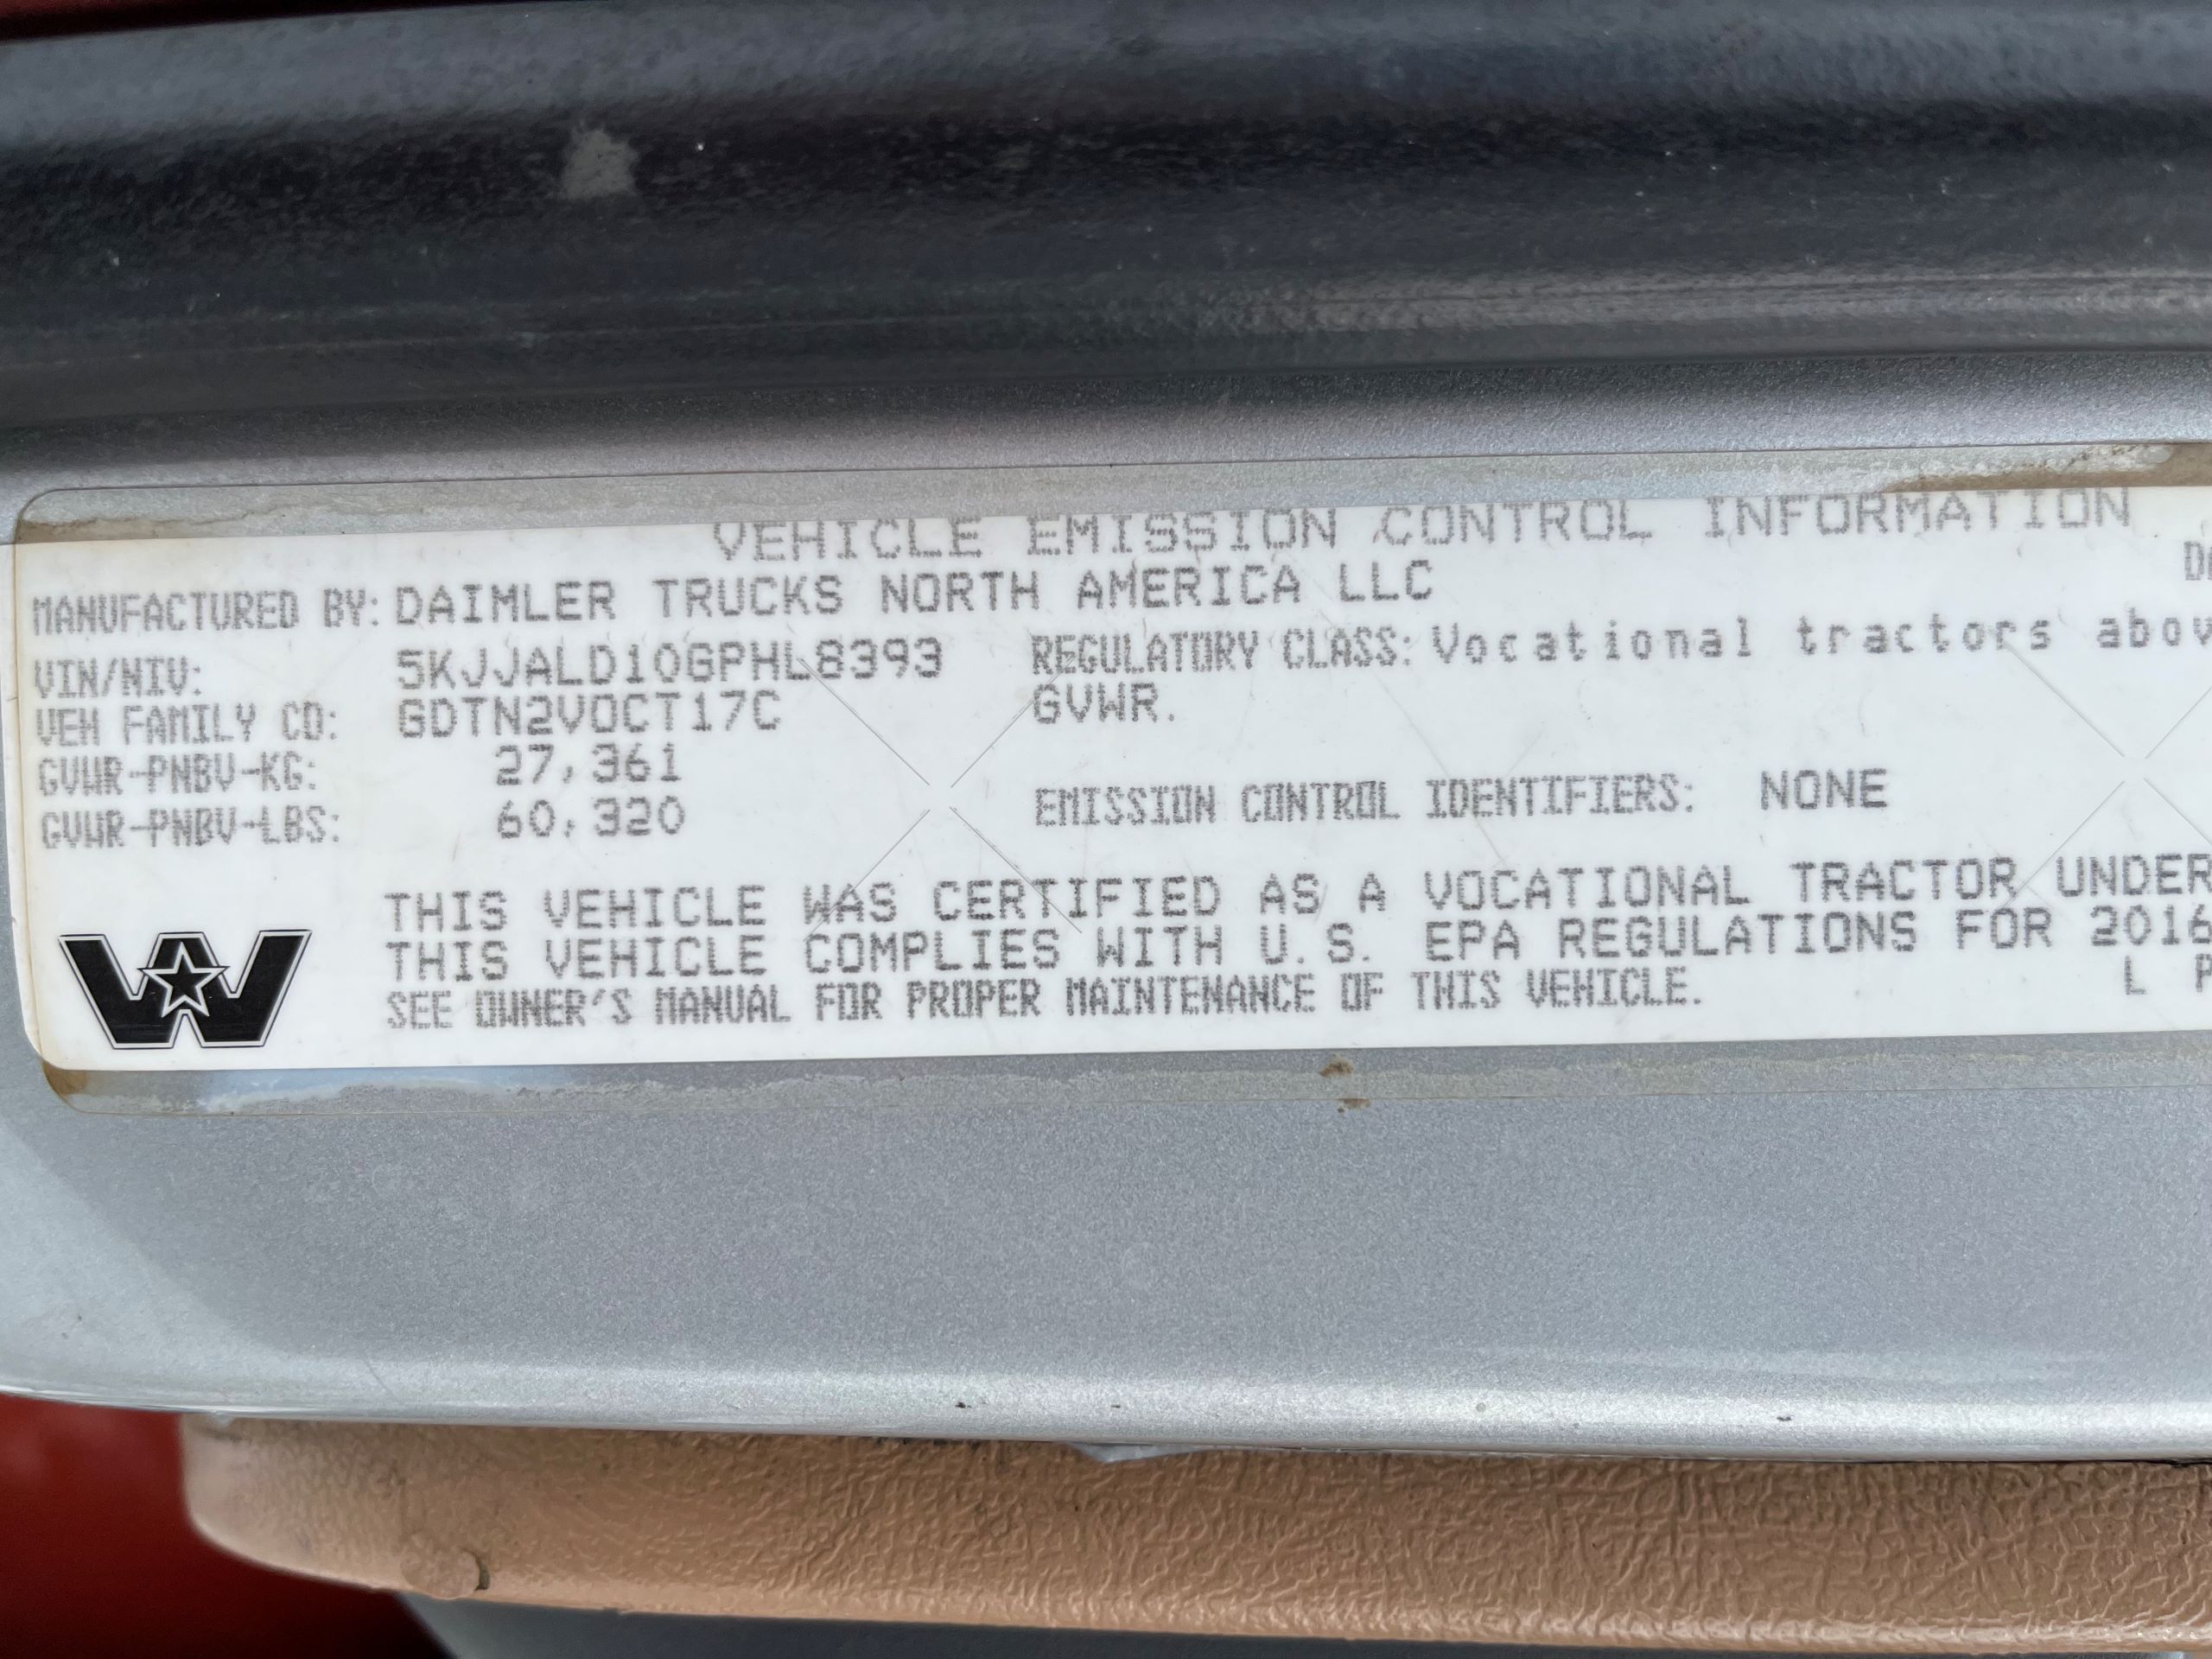 VEHICLE EMISSION CONTROL INFORMATION
MANUFACTURED BY: DAIMLER TRUCKS NORTH AMERICA LLC
VIN/NIV: 5KJJALD10GPHL8393
VEH FAMILY CD: GDTN2VOCT17C
GVWR-PNBV-KG: 27,361
GVWR-PNBV-LBS: 60,320
REGULATORY CLASS: Vocational tractors abov
GVWR.
EMISSION CONTROL IDENTIFIERS: NONE
THIS VEHICLE WAS CERTIFIED AS A VOCATIONAL TRACTOR UNDER
THIS VEHICLE COMPLIES WITH U.S. EPA REGULATIONS FOR 2016
SEE OWNER'S MANUAL FOR PROPER MAINTENANCE OF THIS VEHICLE.
L P